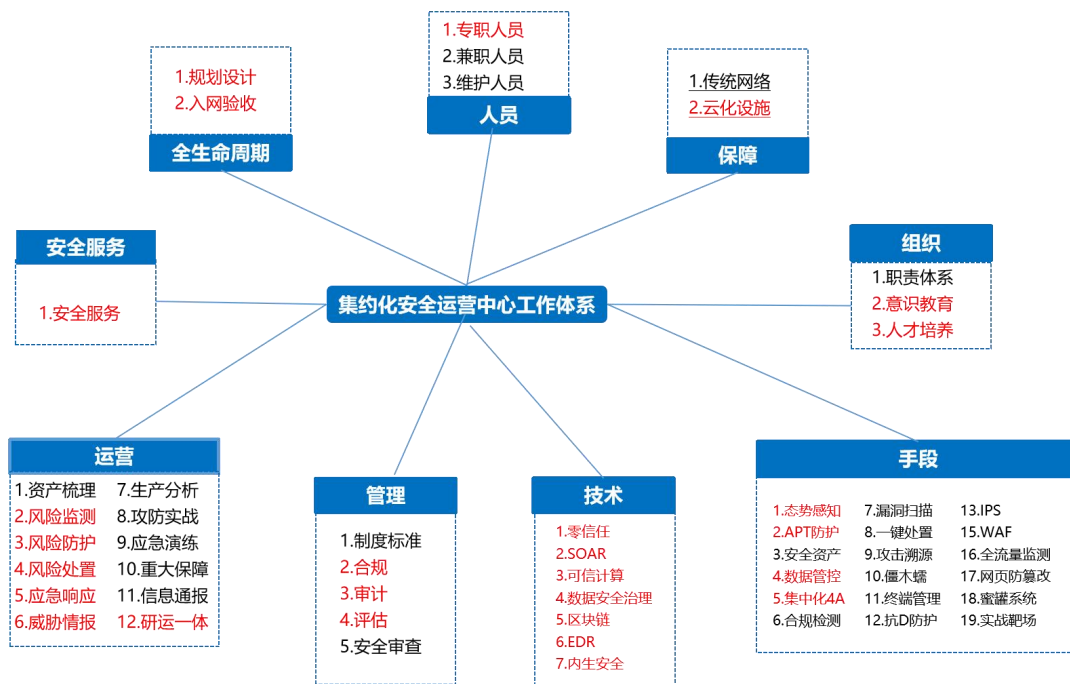 1.专职人员
2.兼职人员
3.维护人员
人员
1.规划设计
2.入网验收
全生命周期
1.传统网络
2.云化设施
保障
安全服务
1.安全服务
集约化安全运营中心工作体系
组织
1.职责体系
2.意识教育
3.人才培养
运营
1.资产梳理
2.风险监测
3.风险防护
4.风险处置
5.应急响应
6.威胁情报
7.生产分析
8.攻防实战
9.应急演练
10.重大保障
11.信息通报
12.研运一体
管理
1.制度标准
2.合规
3.审计
4.评估
5.安全审查
技术
1.零信任
2.SOAR
3.可信计算
4.数据安全治理
5.区块链
6.EDR
7.内生安全
手段
1.态势感知
2.APT防护
3.安全资产
4.数据管控
5.集中化4A
6.合规检测
7.漏洞扫描
8.一键处置
9.攻击溯源
10.僵木蠕
11.终端管理
12.抗D防护
13.IPS
15.WAF
16.全流量监测
17.网页防篡改
18.蜜罐系统
19.实战靶场